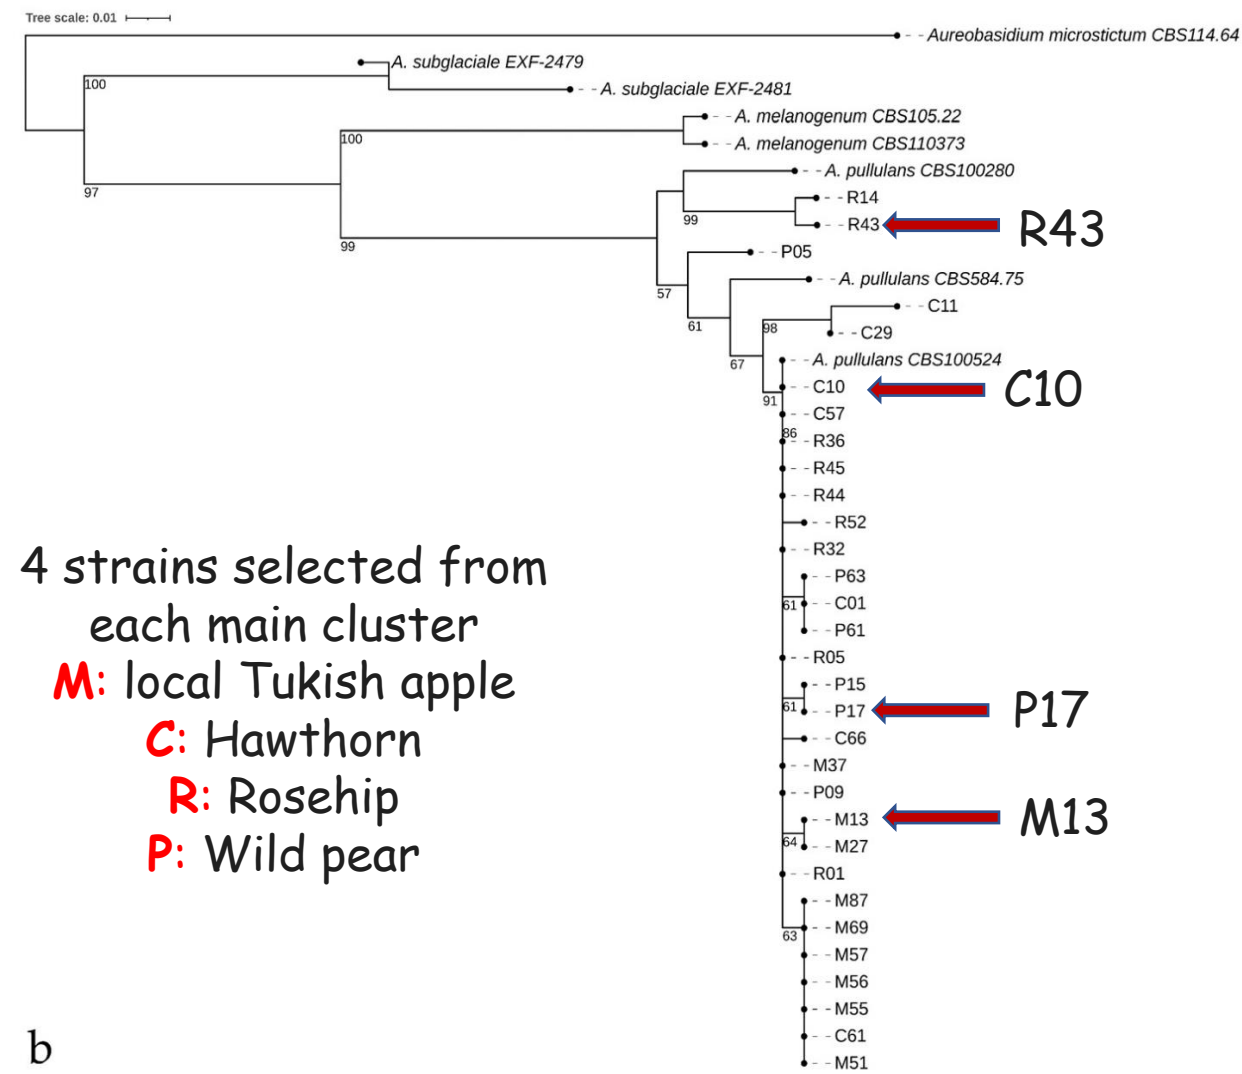 Tree scale: 0.01
Aureobasidium microstictum CBS114.64
A. subglaciale EXF-2479
100
A. subglaciale EXF-2481
A. melanogenum CBS105.22
100
A. melanogenum CBS110373
A. pullulans CBS100280
97
R14
99
R43
R43
99
P05
A. pullulans CBS584.75
57
C11
61
98
C29
A. pullulans CBS100524
67
C10
C10
91
C57
86
R36
R45
R44
R52
R32
P63
61
C01
P61
R05
P15
61
P17
P17
C66
M37
P09
M13
M13
64
M27
R01
M87
M69
63
M57
M56
M55
C61
M51
4 strains selected from
each main cluster
M: local Tukish apple
C: Hawthorn
R: Rosehip
P: Wild pear
b